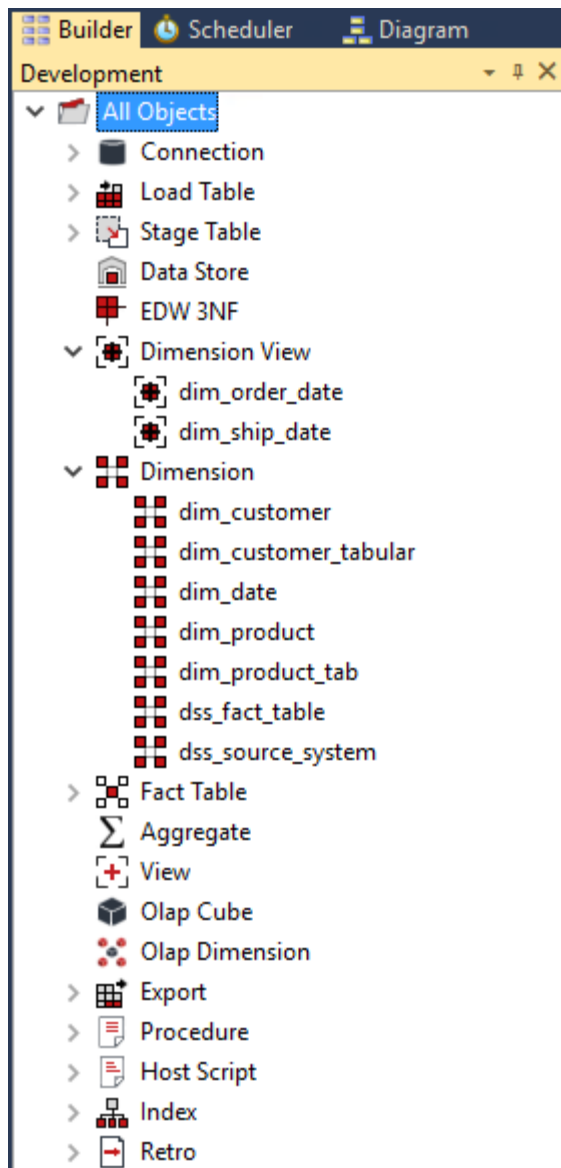 Builder Scheduler Diagram
Development
All Objects
Connection
Load Table
Stage Table
Data Store
EDW 3NF
Dimension View
dim_order_date
dim_ship_date
Dimension
dim_customer
dim_customer_tabular
dim_date
dim_product
dim_product_tab
dss_fact_table
dss_source_system
Fact Table
Aggregate
View
Olap Cube
Olap Dimension
Export
Procedure
Host Script
Index
Retro